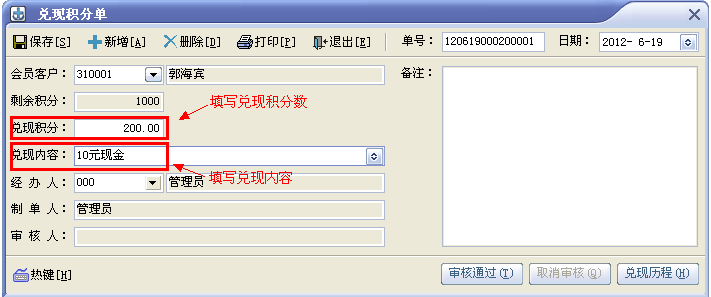 兑现积分单
保存[S] 新增[A] 删除[D] 打印[P] 退出[E] 单号： 120619000200001 日期： 2012- 6-19
会员客户： 310001 郭海宾 备注：
剩余积分： 1000
填写兑现积分数
兑现积分： 200.00
兑现内容： 10元现金
填写兑现内容
经 办 人： 000 管理员
制 单 人： 管理员
审 核 人：
热键[H] 审核通过(T) 取消审核(Q) 兑现历程(P)